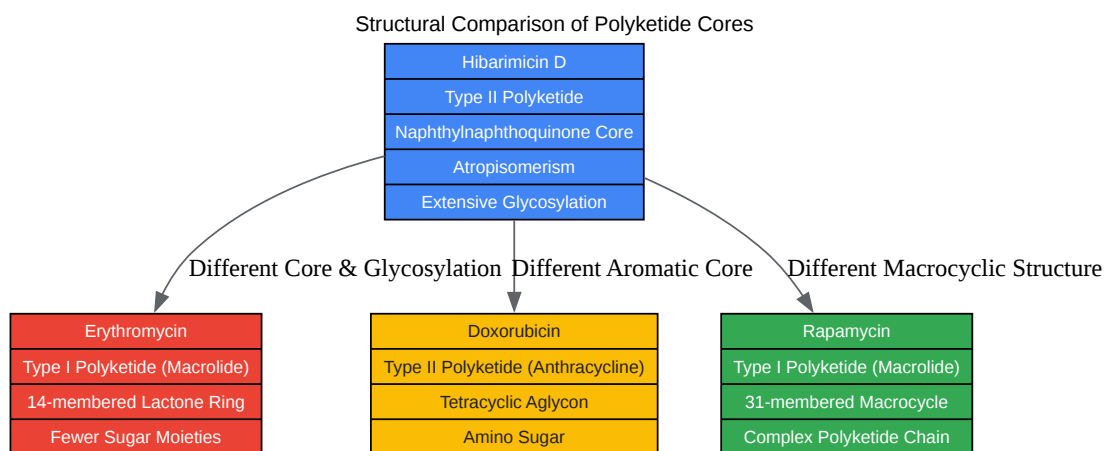 Structural Comparison of Polyketide Cores
Hibarimicin D
Type II Polyketide
Naphthylnaphthoquinone Core
Atropisomerism
Extensive Glycosylation
Different Core & Glycosylation
Different Aromatic Core
Different Macrocyclic Structure
Erythromycin
Type I Polyketide (Macrolide)
14-membered Lactone Ring
Fewer Sugar Moieties
Doxorubicin
Type II Polyketide (Anthracycline)
Tetracyclic Aglycon
Amino Sugar
Rapamycin
Type I Polyketide (Macrolide)
31-membered Macrocycle
Complex Polyketide Chain